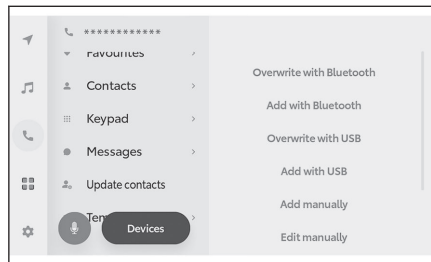 ************
Favourites
Contacts
Keypad
Messages
Update contacts
Devices
Overwrite with Bluetooth
Add with Bluetooth
Overwrite with USB
Add with USB
Add manually
Edit manually